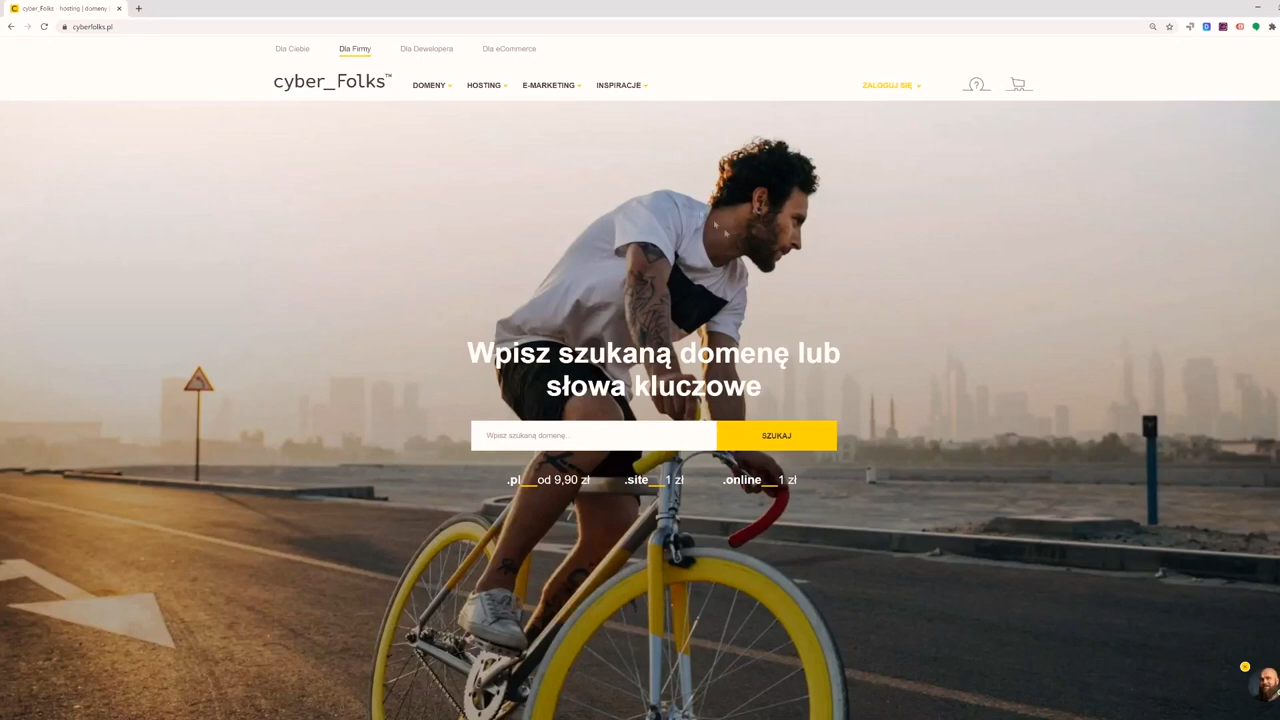 cyber_Folks hosting | domeny
cyberfolks.pl
Dla Ciebie
Dla Firmy
Dla Dewelopera
Dla eCommerce
cyber_Folks™
DOMENY
HOSTING
E-MARKETING
INSPIRACJE
ZALOGUJ SIĘ
Wpisz szukaną domenę lub
słowa kluczowe
Wpisz szukaną domenę...
SZUKAJ
.pl__od 9,90 zł
.site__1 zł
.online__1 zł